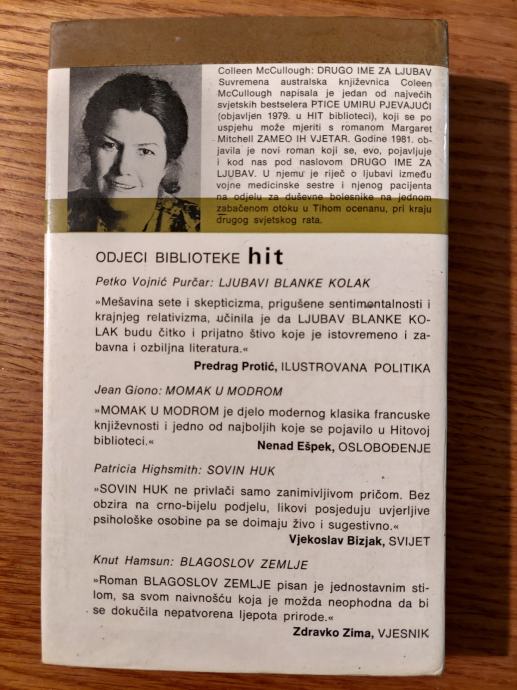 Colleen McCullough: DRUGO IME ZA LJUBAV
Suvremena australska književnica Coleen
McCullough napisala je jedan od najvećih
svjetskih bestselera PTICE UMIRU PJEVAJUĆI
(objavljen 1979. u HIT biblioteci), koji se po
uspjehu može mjeriti s romanom Margaret
Mitchell ZAMEO IH VJETAR. Godine 1981. ob-
javila je novi roman koji se, evo, pojavljuje
i kod nas pod naslovom DRUGO IME ZA
LJUBAV. U njemu je riječ o ljubavi između
vojne medicinske sestre i njenog pacijenta
na odjelu za duševne bolesnike na jednom
zabačenom otoku u Tihom ocenanu, pri kraju
drugog svjetskog rata.
ODJECI BIBLIOTEKE hit
Petko Vojnić Purčar: LJUBAVI BLANKE KOLAK
»Mešavina sete i skepticizma, prigušene sentimentalnosti i
krajnjeg relativizma, učinila je da LJUBAV BLANKE KO-
LAK budu čitko i prijatno štivo koje je istovremeno i za-
bavna i ozbiljna literatura.«
Predrag Protić, ILUSTROVANA POLITIKA
Jean Giono: MOMAK U MODROM
»MOMAK U MODROM je djelo modernog klasika francuske
književnosti i jedno od najboljih koje se pojavilo u Hitovoj
biblioteci.«
Nenad Ešpek, OSLOBOĐENJE
Patricia Highsmith: SOVIN HUK
»SOVIN HUK ne privlači samo zanimivljivom pričom. Bez
obzira na crno-bijelu podjelu, likovi posjeduju uvjerljive
psihološke osobine pa se doimaju živo i sugestivno.«
Vjekoslav Bizjak, SVIJET
Knut Hamsun: BLAGOSLOV ZEMLJE
»Roman BLAGOSLOV ZEMLJE pisan je jednostavnim sti-
lom, sa svom naivnošću koja je možda neophodna da bi
se dokučila nepatvorena ljepota prirode.«
Zdravko Zima, VJESNIK